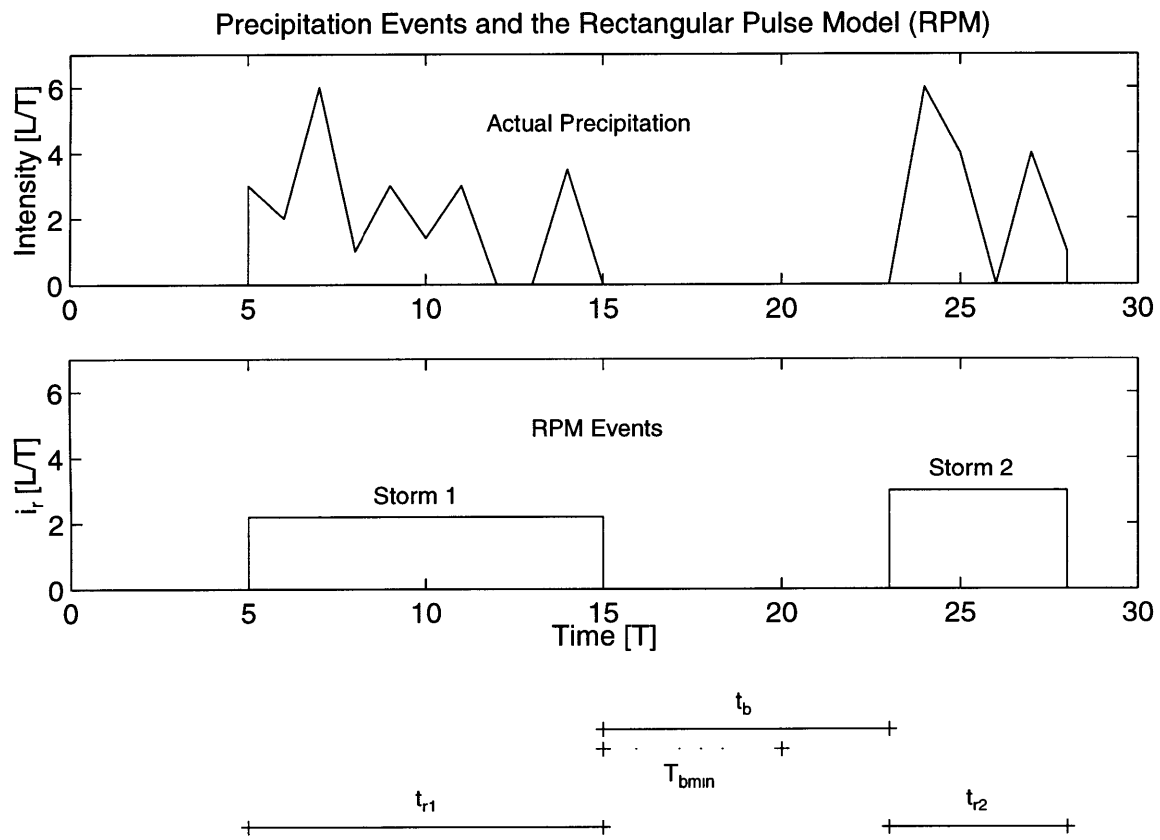 Precipitation Events and the Rectangular Pulse Model (RPM)
Intensity [L/T]
6
4
2
0
Actual Precipitation
0 5 10 15 20 25 30
i_r [L/T]
6
4
2
0
RPM Events
Storm 1
Storm 2
0 5 10 15 20 25 30
Time [T]
t_b
T_bmin
t_r1
t_r2